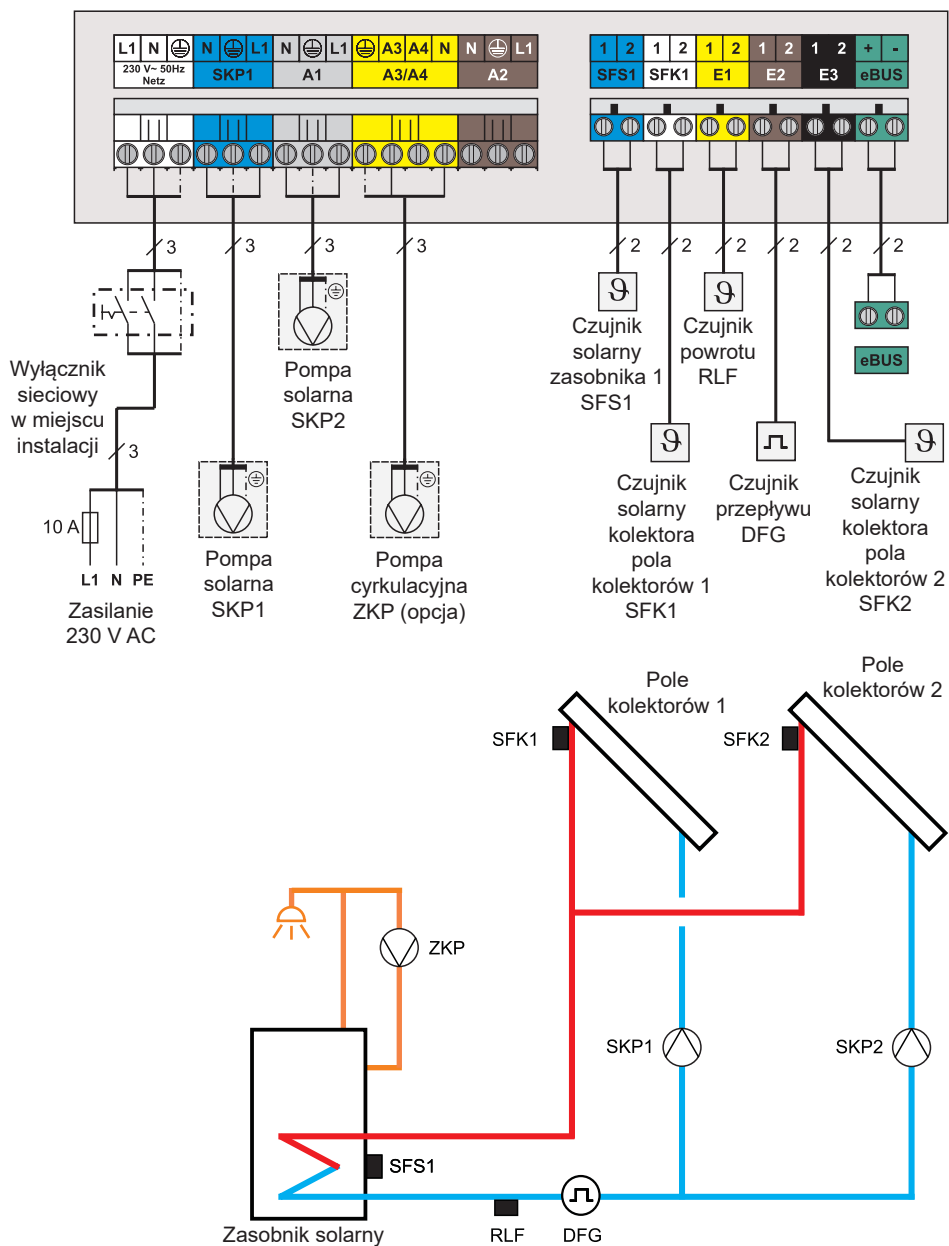 L1 N N L1 N L1 A3 A4 N N L1
230 V~ 50Hz
Netz
SKP1 A1 A3/A4 A2
1 2 1 2 1 2 1 2 1 2 + -
SFS1 SFK1 E1 E2 E3 eBUS
3 3 3 3 2 2 2 2 2 2
Wyłącznik
sieciowy
w miejscu
instalacji
3
10 A
L1 N PE
Zasilanie
230 V AC
Pompa
solarna
SKP1
Pompa
solarna
SKP2
Pompa
cyrkulacyjna
ZKP (opcja)
ϑ
Czujnik
solarny
zasobnika 1
SFS1
ϑ
Czujnik
solarny
kolektora
pola
kolektorów 1
SFK1
ϑ
Czujnik
powrotu
RLF
Czujnik
przepływu
DFG
eBUS
ϑ
Czujnik
solarny
kolektora
pola
kolektorów 2
SFK2
Pole
kolektorów 1
Pole
kolektorów 2
SFK1
SFK2
ZKP
SKP1
SKP2
SFS1
RLF
DFG
Zasobnik solarny